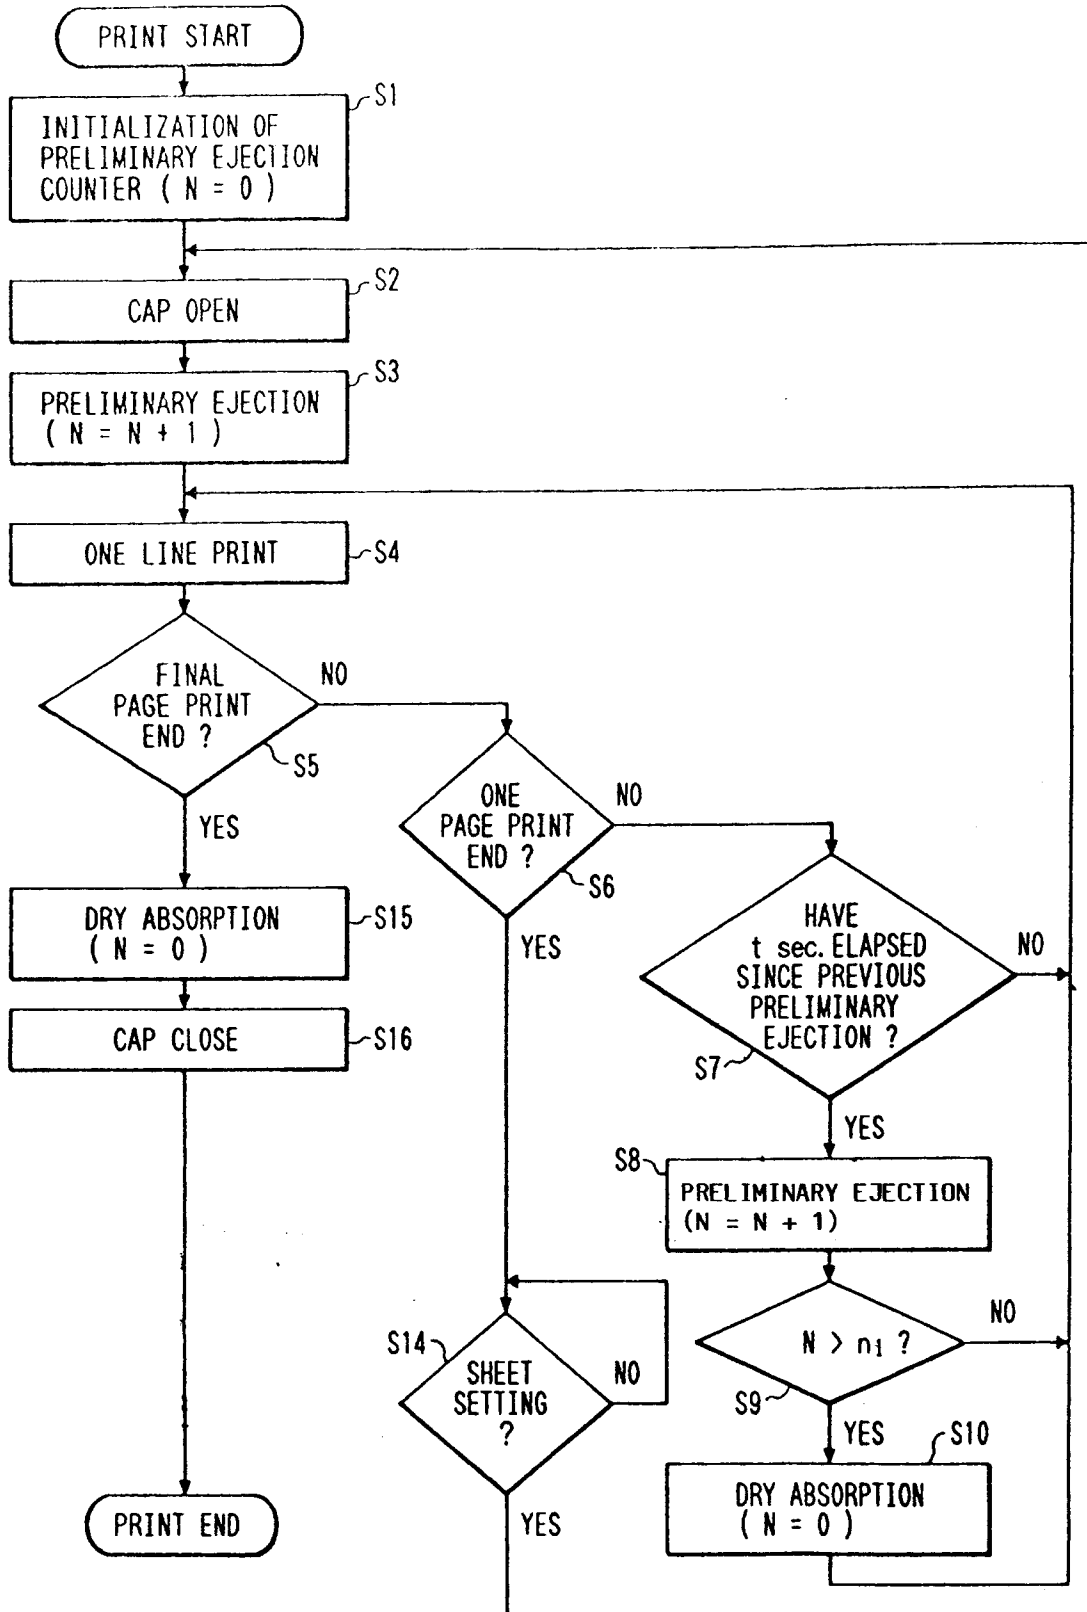 PRINT START
S1
INITIALIZATION OF
PRELIMINARY EJECTION
COUNTER ( N = 0 )
S2
CAP OPEN
S3
PRELIMINARY EJECTION
( N = N + 1 )
ONE LINE PRINT
S4
FINAL
PAGE PRINT
END ?
NO
S5
YES
ONE
PAGE PRINT
END ?
NO
S6
YES
DRY ABSORPTION
( N = 0 )
S15
CAP CLOSE
S16
HAVE
t sec. ELAPSED
SINCE PREVIOUS
PRELIMINARY
EJECTION ?
NO
S7
YES
S8
PRELIMINARY EJECTION
(N = N + 1)
N > n1 ?
NO
S9
YES
S14
SHEET
SETTING
?
NO
YES
S10
DRY ABSORPTION
( N = 0 )
PRINT END